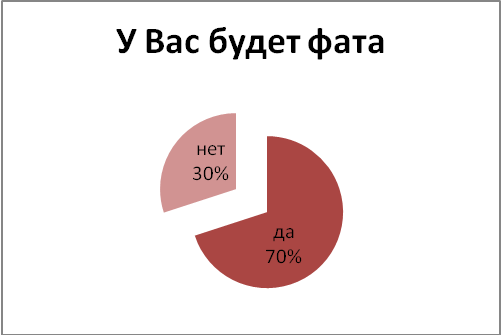 У Вас будет фата
нет
30%
да
70%